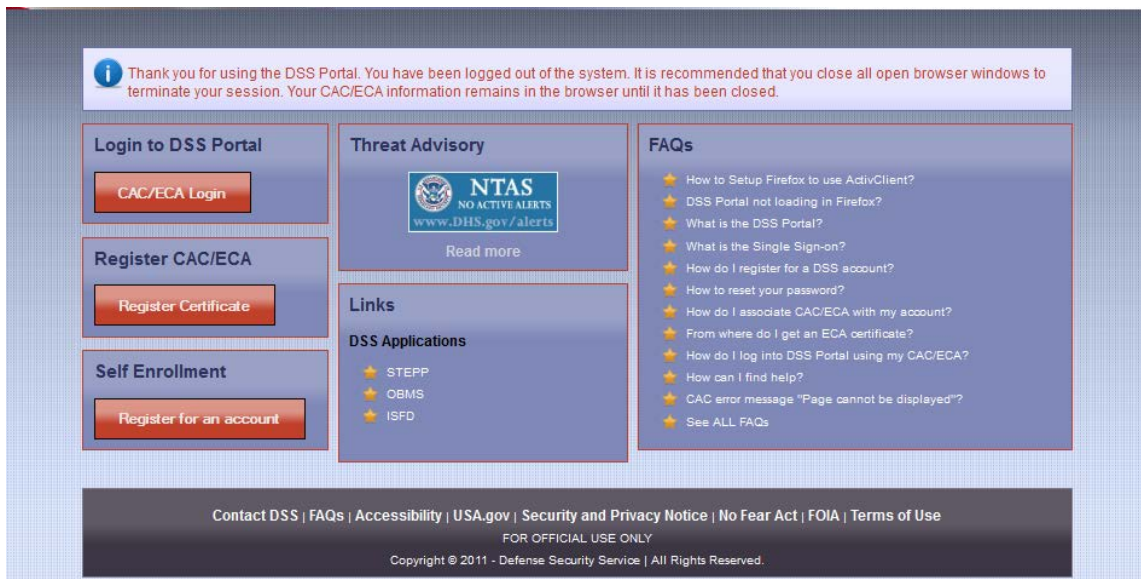 Thank you for using the DSS Portal. You have been logged out of the system. It is recommended that you close all open browser windows to
terminate your session. Your CAC/ECA information remains in the browser until it has been closed.
Login to DSS Portal
CAC/ECA Login
Register CAC/ECA
Register Certificate
Self Enrollment
Register for an account
Threat Advisory
NTAS
NO ACTIVE ALERTS
www.DHS.gov/alerts
Read more
Links
DSS Applications
STEPP
OBMS
ISFD
FAQs
How to Setup Firefox to use ActivClient?
DSS Portal not loading in Firefox?
What is the DSS Portal?
What is the Single Sign-on?
How do I register for a DSS account?
How to reset your password?
How do I associate CAC/ECA with my account?
From where do I get an ECA certificate?
How do I log into DSS Portal using my CAC/ECA?
How can I find help?
CAC error message "Page cannot be displayed"?
See ALL FAQs
Contact DSS | FAQs | Accessibility | USA.gov | Security and Privacy Notice | No Fear Act | FOIA | Terms of Use
FOR OFFICIAL USE ONLY
Copyright © 2011 - Defense Security Service | All Rights Reserved.